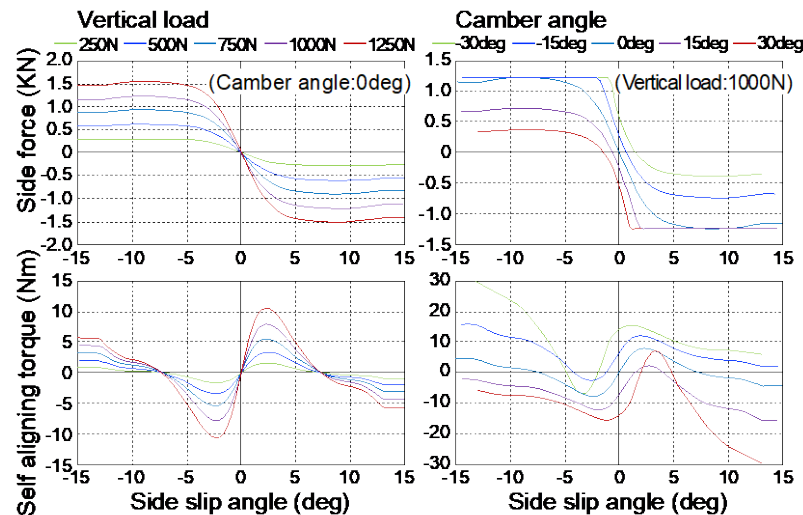 Vertical load
250N 500N 750N 1000N 1250N
Camber angle
-30deg -15deg 0deg 15deg 30deg
Side force (KN)
2.0
1.5
1.0
0.5
0
0.5
1.0
1.5
2.0
(Camber angle:0deg)
-15 -10 -5 0 5 10 15
1.5
1.0
0.5
0
-0.5
-1.0
1.5
(Vertical load:1000N)
-15 -10 -5 0 5 10 15
Self aligning torque (Nm)
15
10
5
0
-5
-10
-15
-15 -10 -5 0 5 10 15
Side slip angle (deg)
30
20
10
0
-10
-20
-30
-15 -10 -5 0 5 10 15
Side slip angle (deg)